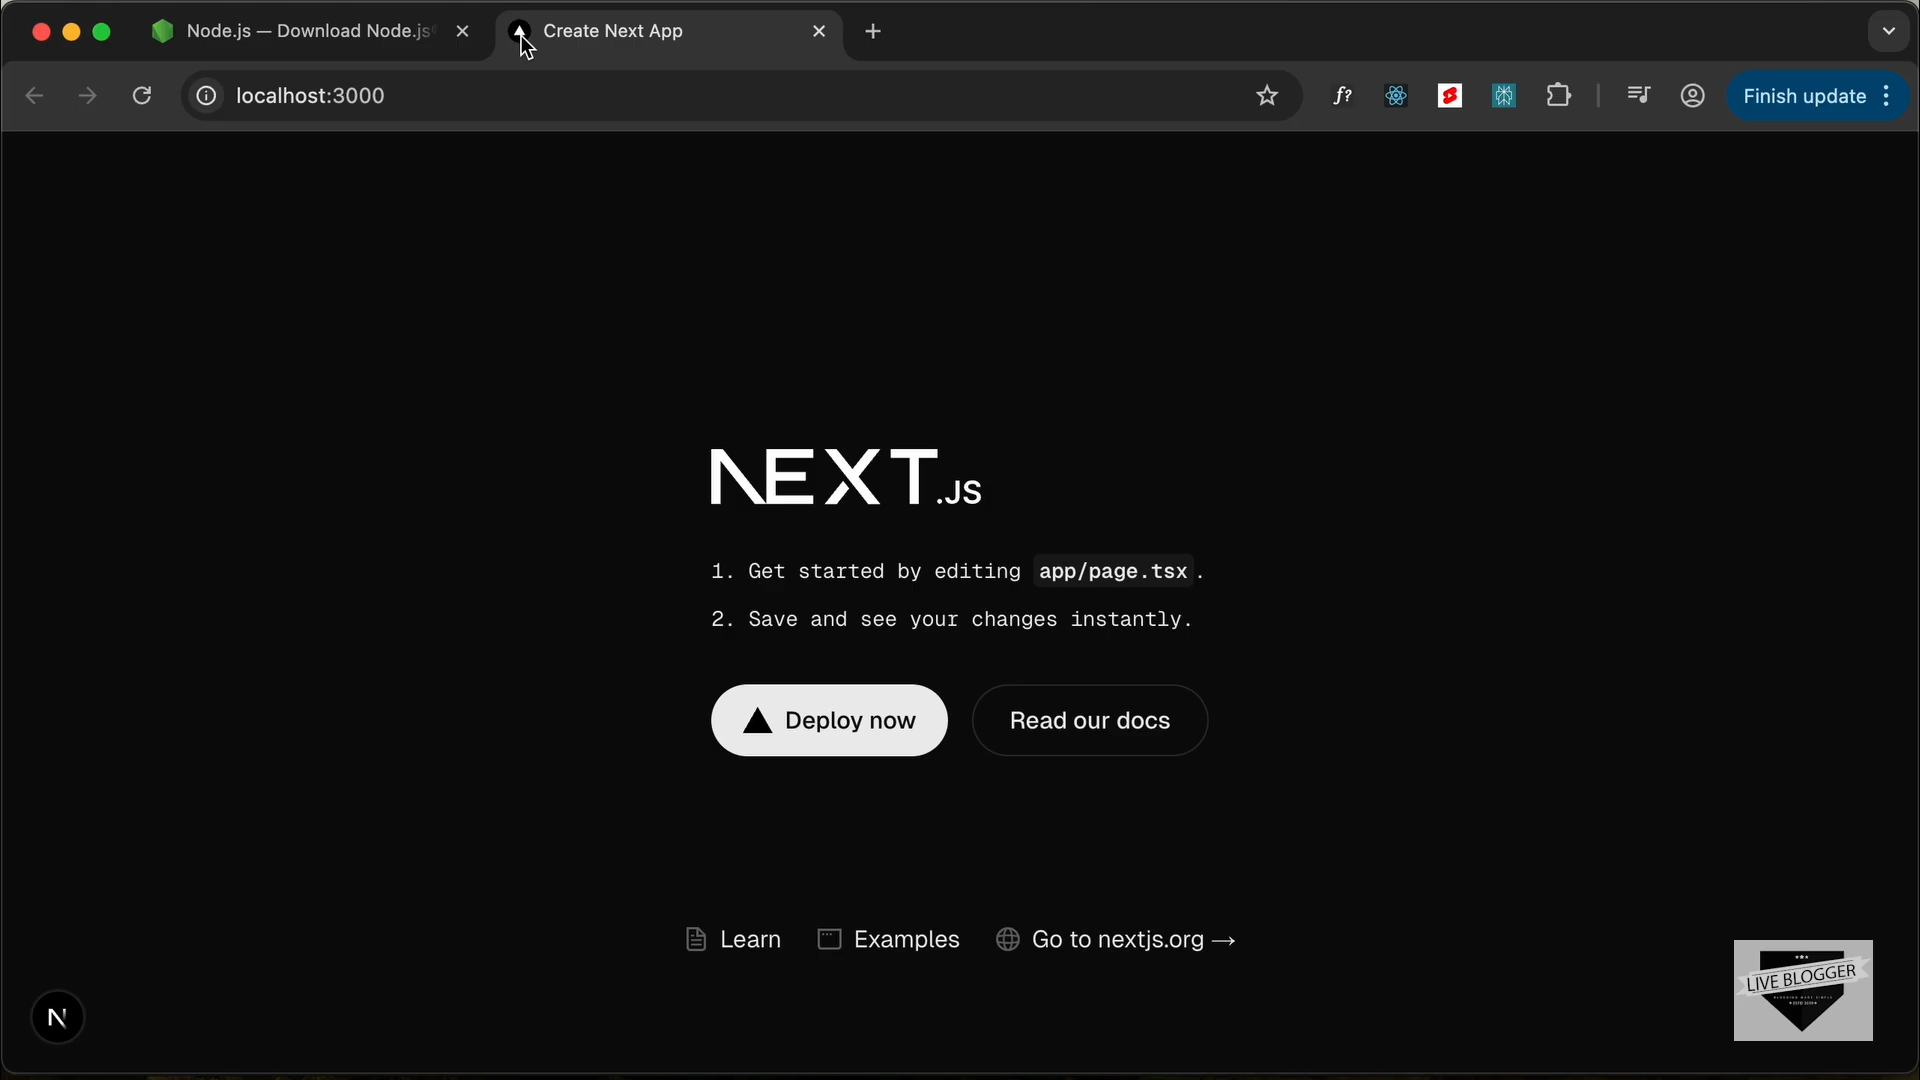 Node.js — Download Node.js
Create Next App
localhost:3000
f?
Finish update
NEXT.JS
1. Get started by editing app/page.tsx.
2. Save and see your changes instantly.
Deploy now
Read our docs
Learn
Examples
Go to nextjs.org →
N
LIVE BLOGGER